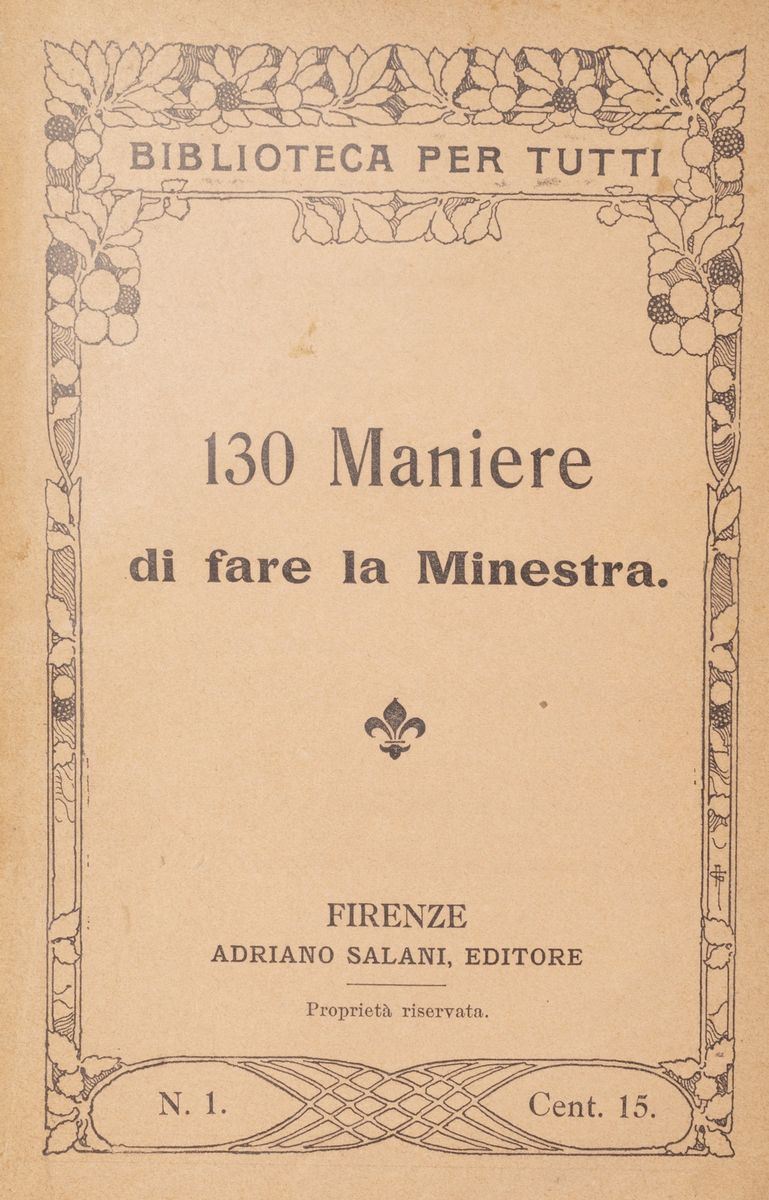 BIBLIOTECA PER TUTTI
130 Maniere
di fare la Minestra.
FIRENZE
ADRIANO SALANI, EDITORE
Proprietà riservata.
N. 1.
Cent. 15.